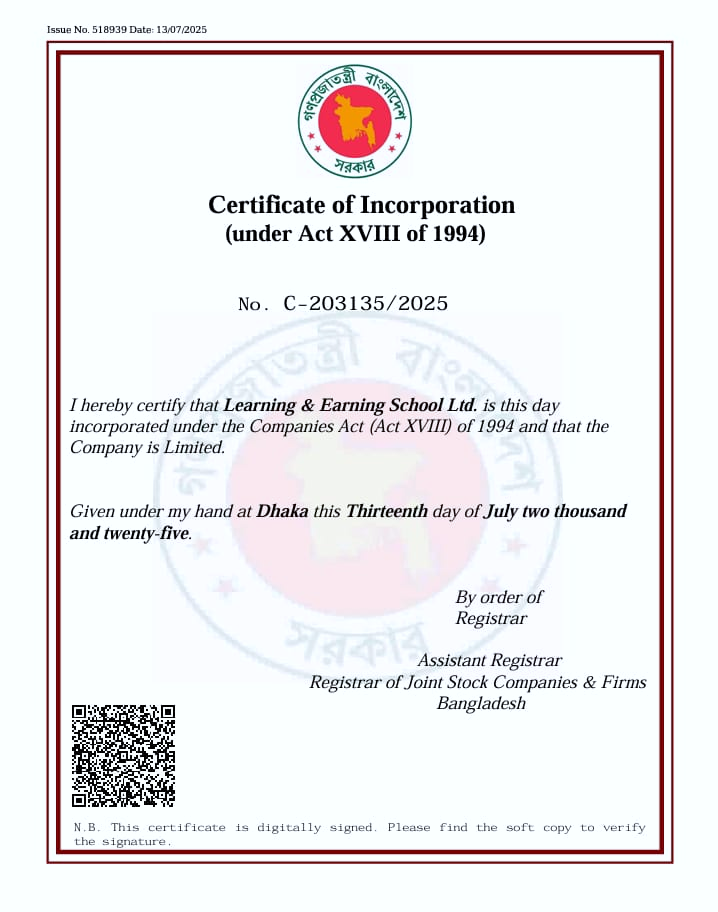 Issue No. 518939 Date: 13/07/2025
গণপ্রজাতন্ত্রী বাংলাদেশ
সরকার
Certificate of Incorporation
(under Act XVIII of 1994)
No. C-203135/2025
গণপ্রজাতন্ত্রী বাংলাদেশ
I hereby certify that Learning & Earning School Ltd. is this day
incorporated under the Companies Act (Act XVIII) of 1994 and that the
Company is Limited.
Given under my hand at Dhaka this Thirteenth day of July two thousand
and twenty-five.
By order of
Registrar
সরকার
Assistant Registrar
Registrar of Joint Stock Companies & Firms
Bangladesh
N.B. This certificate is digitally signed. Please find the soft copy to verify
the signature.